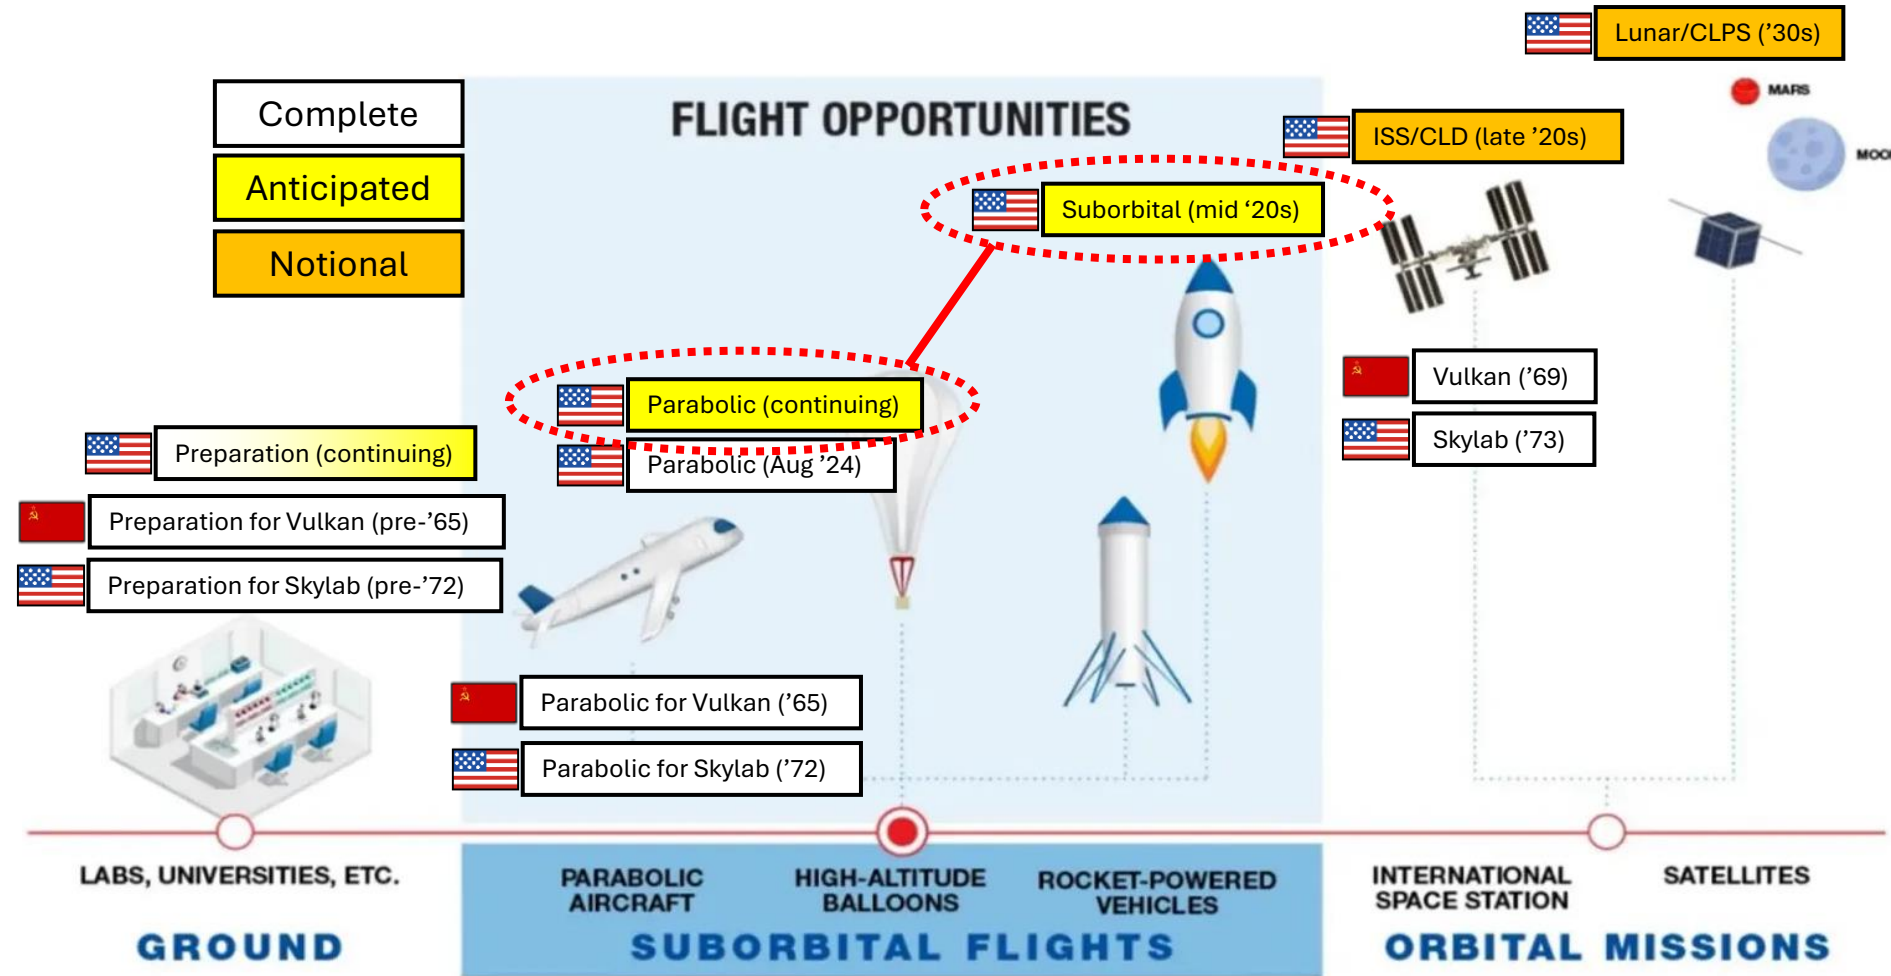 Lunar/CLPS (’30s)
MARS
Complete
FLIGHT OPPORTUNITIES
ISS/CLD (late ’20s)
MOO
Anticipated
Suborbital (mid ‘20s)
Notional
Vulkan (’69)
Parabolic (continuing)
Skylab (’73)
Preparation (continuing)
Parabolic (Aug ’24)
Preparation for Vulkan (pre-’65)
Preparation for Skylab (pre-’72)
Parabolic for Vulkan (’65)
Parabolic for Skylab (’72)
LABS, UNIVERSITIES, ETC.
PARABOLIC
AIRCRAFT
HIGH-ALTITUDE
BALLOONS
ROCKET-POWERED
VEHICLES
INTERNATIONAL
SPACE STATION
SATELLITES
GROUND
SUBORBITAL FLIGHTS
ORBITAL MISSIONS